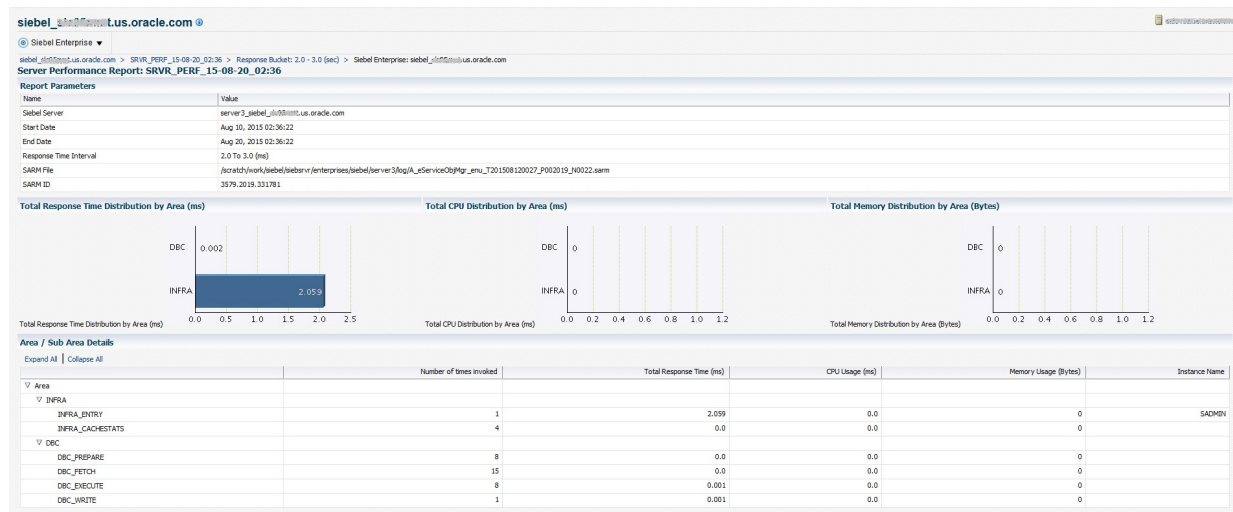 siebel_ t.us.oracle.com
Siebel Enterprise ▼
siebel_ .us.oracle.com > SRVR_PERF_15-08-20_02:36 > Response Bucket: 2.0 - 3.0 (sec) > Siebel Enterprise: siebel_ .us.oracle.com
Server Performance Report: SRVR_PERF_15-08-20_02:36
Report Parameters
Name Value
Siebel Server server3_siebel_ t.us.oracle.com
Start Date Aug 10, 2015 02:36:22
End Date Aug 20, 2015 02:36:22
Response Time Interval 2.0 To 3.0 (ms)
SARM File /scratch/work/siebel/siebsrvr/enterprises/siebel/server3/log/A_eServiceObjMgr_enu_T201508120027_P002019_N0022.sarm
SARM ID 3579.2019.331781
Total Response Time Distribution by Area (ms)
DBC 0.002
INFRA 2.059
0.0 0.5 1.0 1.5 2.0 2.5
Total Response Time Distribution by Area (ms)
Total CPU Distribution by Area (ms)
DBC 0
INFRA 0
0.0 0.2 0.4 0.6 0.8 1.0 1.2
Total CPU Distribution by Area (ms)
Total Memory Distribution by Area (Bytes)
DBC 0
INFRA 0
0.0 0.2 0.4 0.6 0.8 1.0 1.2
Total Memory Distribution by Area (Bytes)
Area / Sub Area Details
Expand All | Collapse All
Number of times invoked Total Response Time (ms) CPU Usage (ms) Memory Usage (Bytes) Instance Name
Area
INFRA
INFRA_ENTRY 1 2.059 0.0 0 SADMIN
INFRA_CACHESTATS 4 0.0 0.0 0
DBC
DBC_PREPARE 8 0.0 0.0 0
DBC_FETCH 15 0.0 0.0 0
DBC_EXECUTE 8 0.001 0.0 0
DBC_WRITE 1 0.001 0.0 0